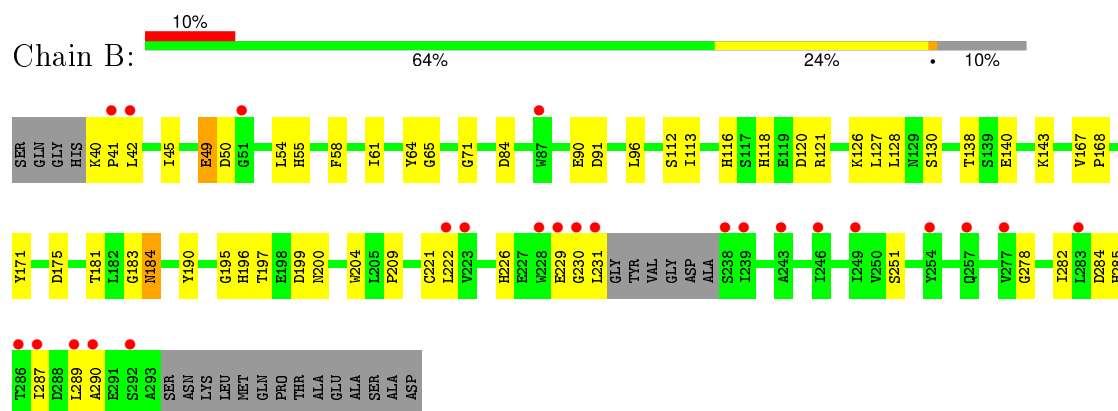 10%
Chain B:
64% 24% • 10%
SER GLN GLY HIS K40 P41 L42 I45 E49 D50 G51 L54 H55 F58 I61 Y64 G65 G71 D84 W87 E90 D91 L96 S112 I113 H116 S117 H118 E119 D120 R121 K126 L127 L128 N129 S130 T138 S139 E140 K143 V167 P168
Y171 D175 T181 L182 G183 N184 Y190 G195 H196 T197 E198 D199 N200 W204 L205 P209 C221 L222 V223 H226 E227 W228 E229 G230 L231 GLY TYR VAL GLY ASP ALA S238 I239 A243 I246 I249 V250 S251 Y254 Q257 V277 G278 I282 L283 D284 H285
T286 I287 D288 L289 A290 E291 S292 A293 SER ASN LYS LEU MET GLN PRO THR ALA GLU ALA SER ALA ASP